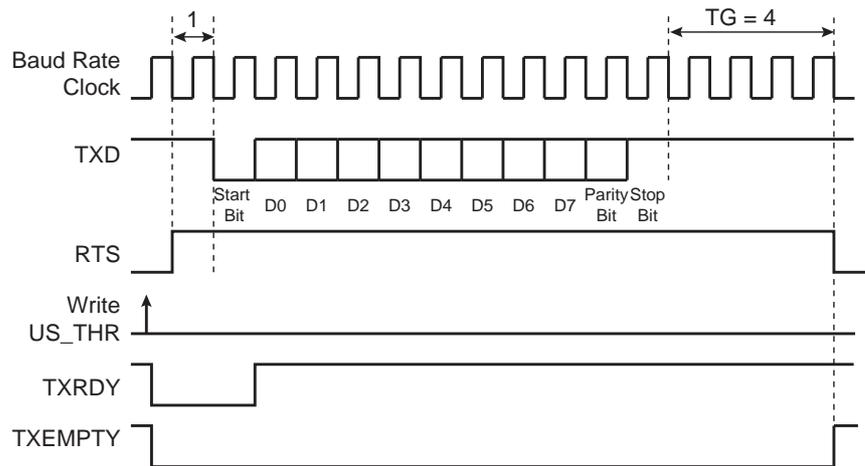 1
TG = 4
Baud Rate
Clock
TXD
Start
Bit
D0
D1
D2
D3
D4
D5
D6
D7
Parity
Bit
Stop
Bit
RTS
Write
US_THR
TXRDY
TXEMPTY